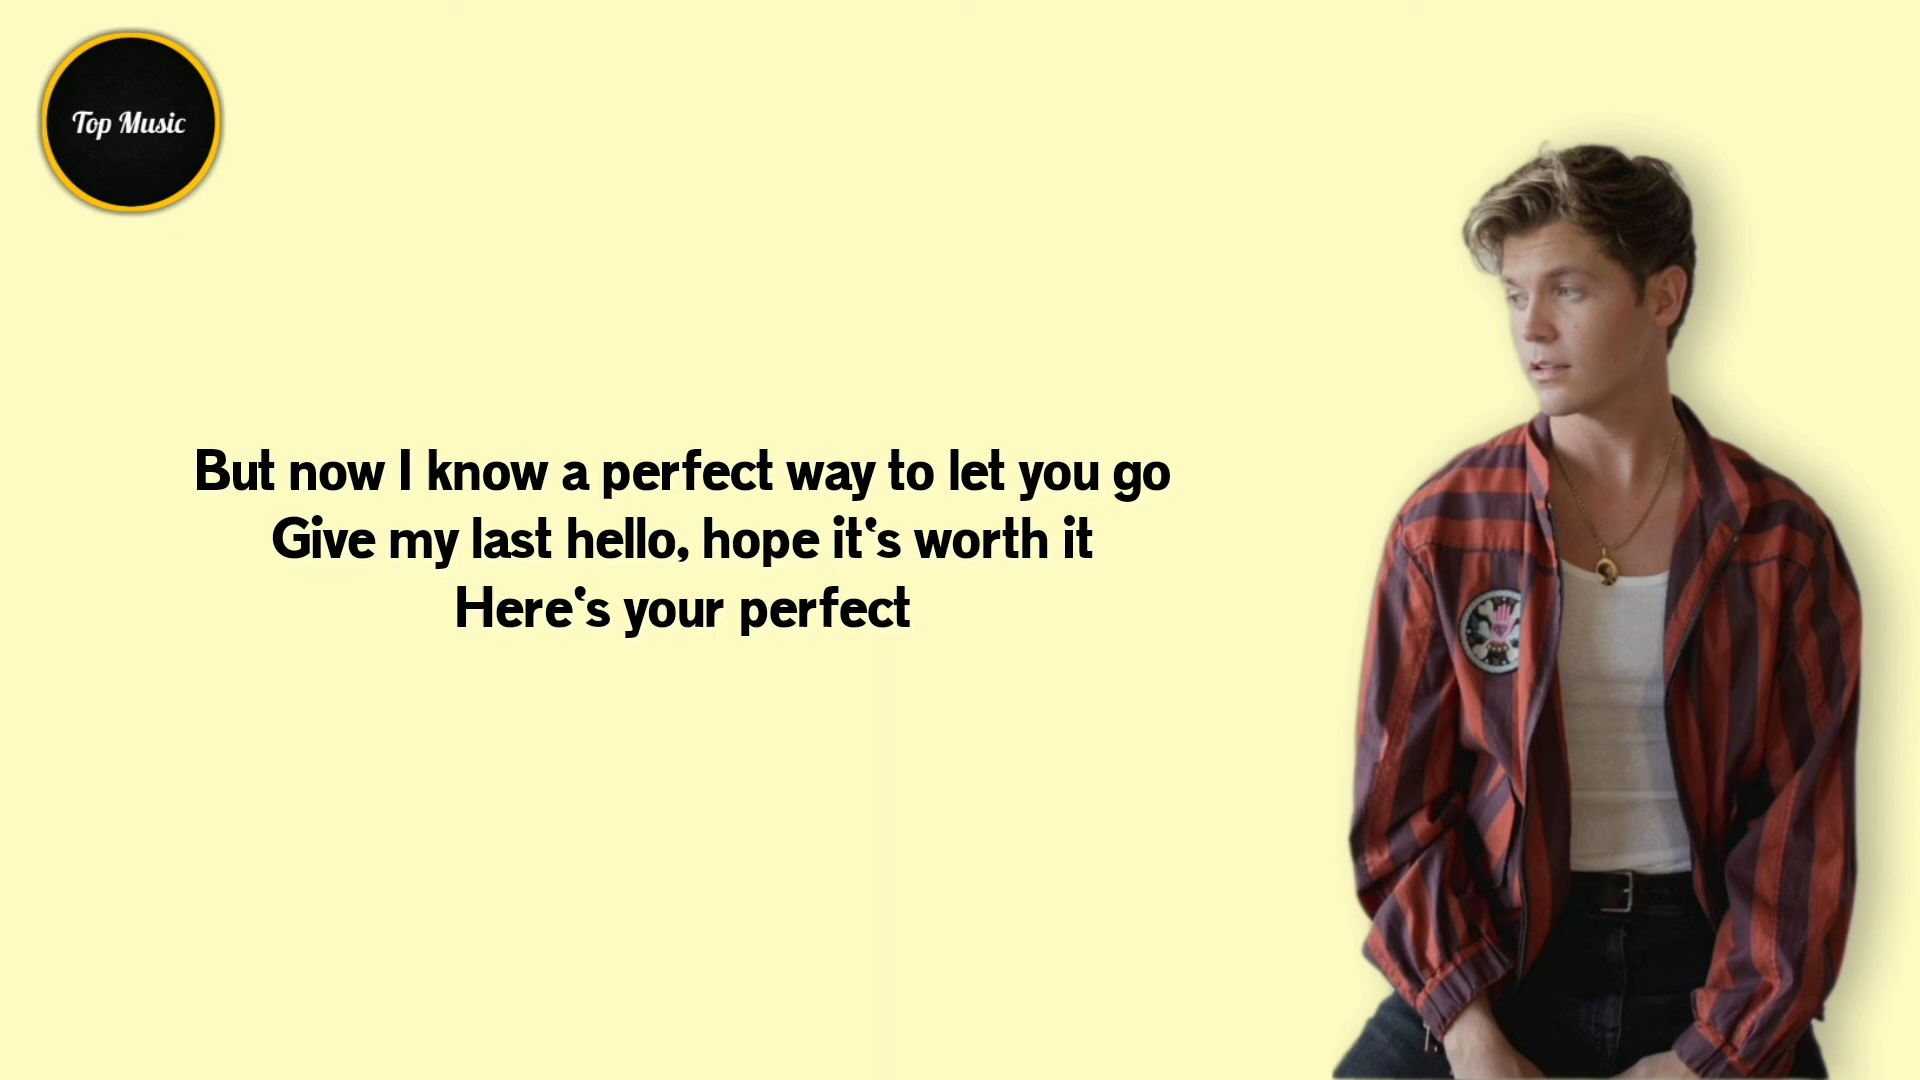 Top Music
But now I know a perfect way to let you go
Give my last hello, hope it‘s worth it
Here‘s your perfect